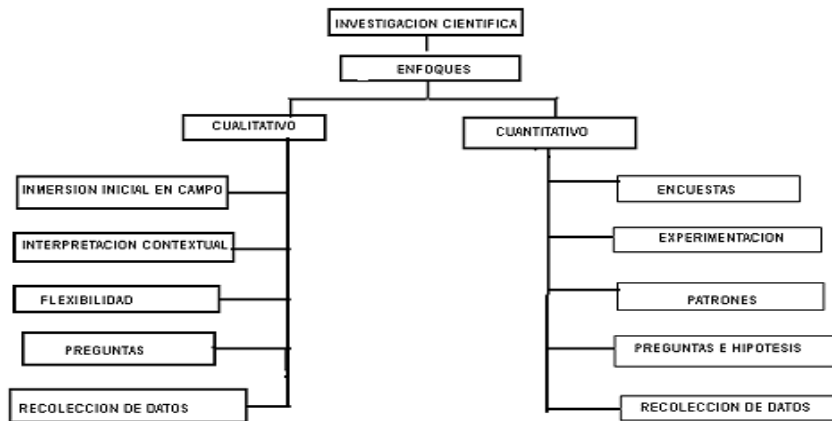 INVESTIGACION CIENTIFICA
ENFOQUES
CUALITATIVO
CUANTITATIVO
INMERSION INICIAL EN CAMPO
INTERPRETACION CONTEXTUAL
FLEXIBILIDAD
PREGUNTAS
RECOLECCION DE DATOS
ENCUESTAS
EXPERIMENTACION
PATRONES
PREGUNTAS E HIPOTESIS
RECOLECCION DE DATOS